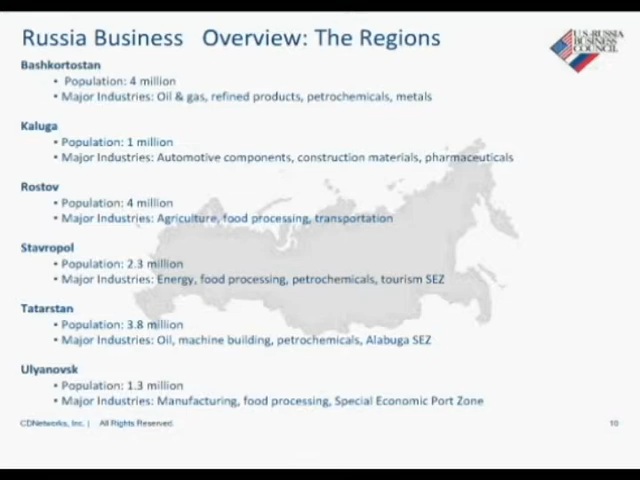 Russia Business Overview: The Regions
U.S.-RUSSIA
BUSINESS
COUNCIL
Bashkortostan
• Population: 4 million
• Major Industries: Oil & gas, refined products, petrochemicals, metals
Kaluga
• Population: 1 million
• Major Industries: Automotive components, construction materials, pharmaceuticals
Rostov
• Population: 4 million
• Major Industries: Agriculture, food processing, transportation
Stavropol
• Population: 2.3 million
• Major Industries: Energy, food processing, petrochemicals, tourism SEZ
Tatarstan
• Population: 3.8 million
• Major Industries: Oil, machine building, petrochemicals, Alabuga SEZ
Ulyanovsk
• Population: 1.3 million
• Major Industries: Manufacturing, food processing, Special Economic Port Zone
CDNetworks, Inc. | All Rights Reserved. 10